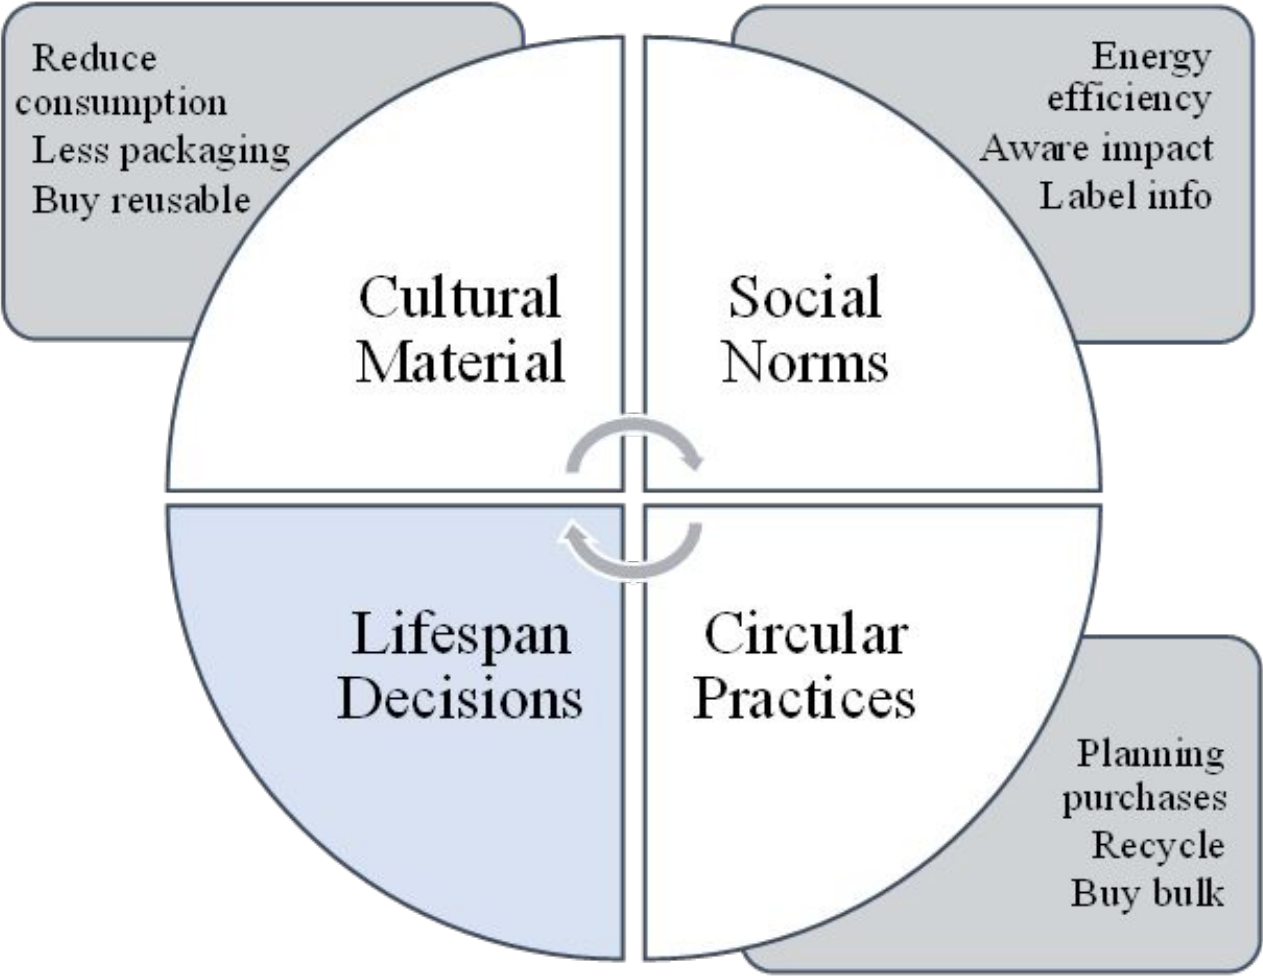 Reduce
consumption
Less packaging
Buy reusable
Energy
efficiency
Aware impact
Label info
Cultural
Material
Social
Norms
Lifespan
Decisions
Circular
Practices
Planning
purchases
Recycle
Buy bulk